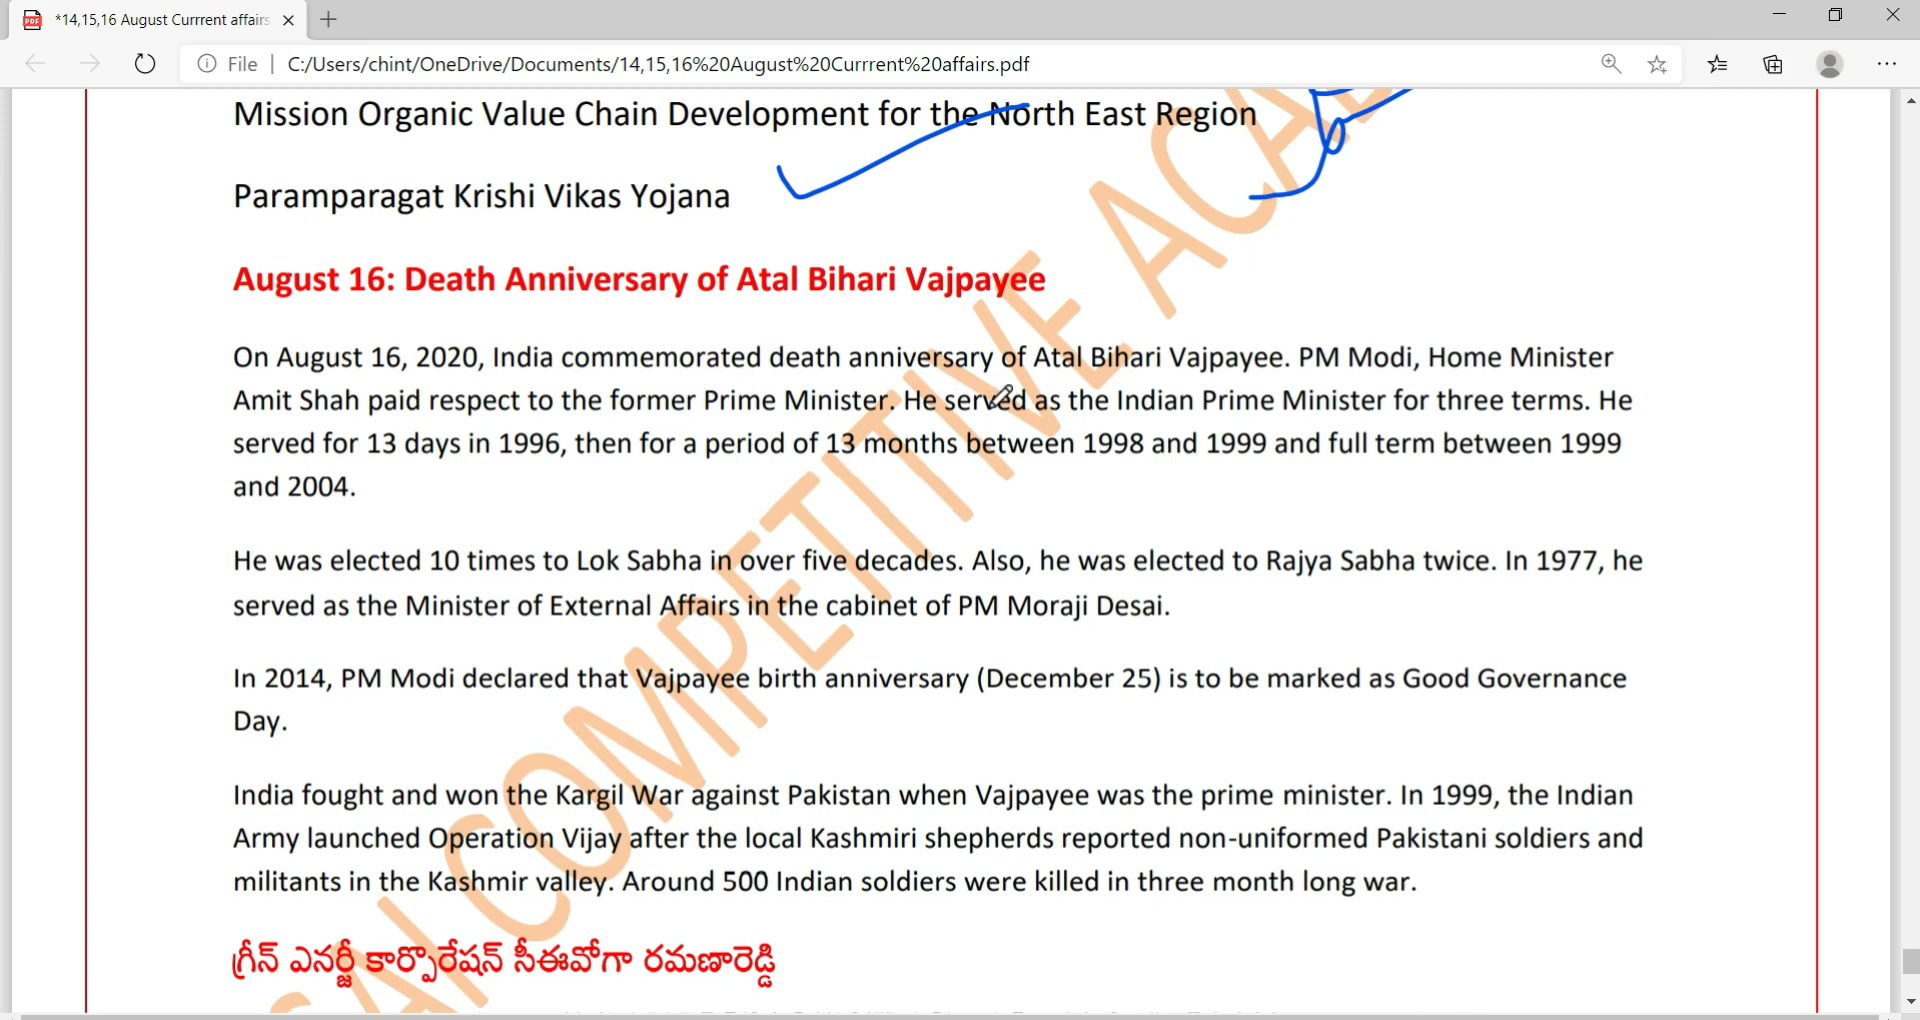 *14,15,16 August Currrent affairs
File | C:/Users/chint/OneDrive/Documents/14,15,16%20August%20Currrent%20affairs.pdf
Mission Organic Value Chain Development for the North East Region
Paramparagat Krishi Vikas Yojana
August 16: Death Anniversary of Atal Bihari Vajpayee
On August 16, 2020, India commemorated death anniversary of Atal Bihari Vajpayee. PM Modi, Home Minister
Amit Shah paid respect to the former Prime Minister. He served as the Indian Prime Minister for three terms. He
served for 13 days in 1996, then for a period of 13 months between 1998 and 1999 and full term between 1999
and 2004.
He was elected 10 times to Lok Sabha in over five decades. Also, he was elected to Rajya Sabha twice. In 1977, he
served as the Minister of External Affairs in the cabinet of PM Moraji Desai.
In 2014, PM Modi declared that Vajpayee birth anniversary (December 25) is to be marked as Good Governance
Day.
India fought and won the Kargil War against Pakistan when Vajpayee was the prime minister. In 1999, the Indian
Army launched Operation Vijay after the local Kashmiri shepherds reported non-uniformed Pakistani soldiers and
militants in the Kashmir valley. Around 500 Indian soldiers were killed in three month long war.
గ్రీన్ ఎనర్జీ కార్పొరేషన్ సీఈవోగా రమణారెడ్డి
SAI COMPETITIVE ACA